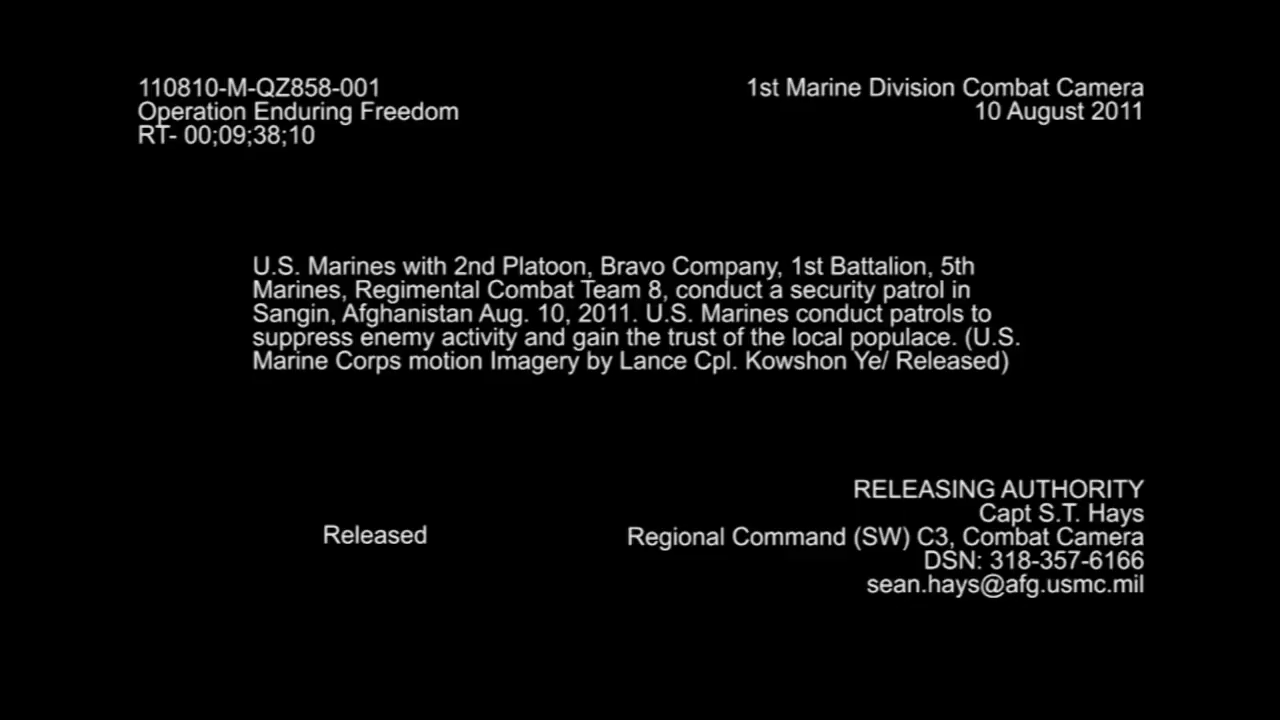 110810-M-QZ858-001
Operation Enduring Freedom
RT- 00;09;38;10
1st Marine Division Combat Camera
10 August 2011
U.S. Marines with 2nd Platoon, Bravo Company, 1st Battalion, 5th
Marines, Regimental Combat Team 8, conduct a security patrol in
Sangin, Afghanistan Aug. 10, 2011. U.S. Marines conduct patrols to
suppress enemy activity and gain the trust of the local populace. (U.S.
Marine Corps motion Imagery by Lance Cpl. Kowshon Ye/ Released)
Released
RELEASING AUTHORITY
Capt S.T. Hays
Regional Command (SW) C3, Combat Camera
DSN: 318-357-6166
sean.hays@afg.usmc.mil